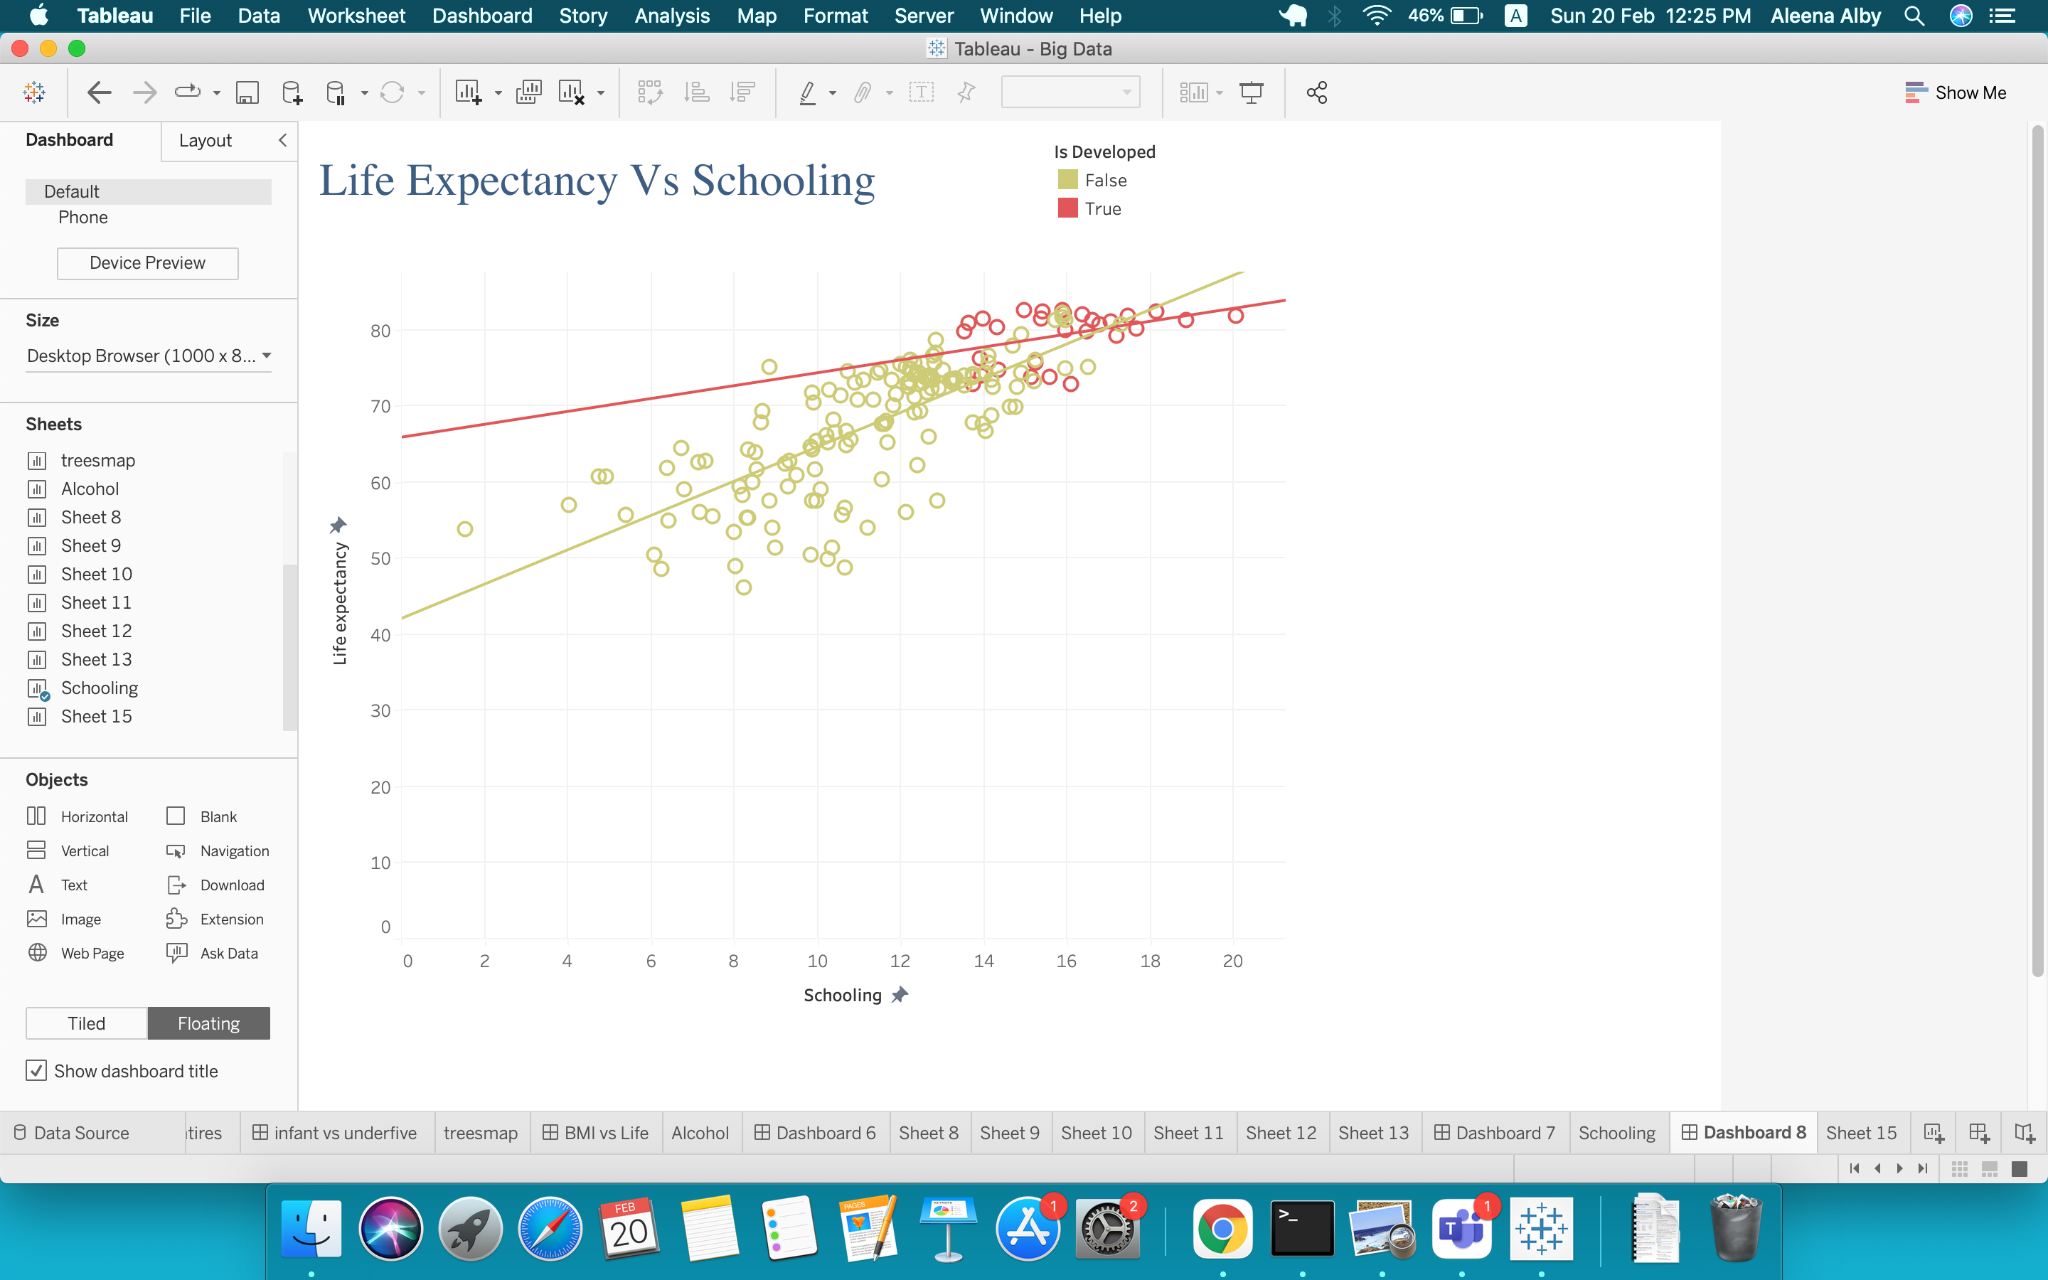 Tableau File Data Worksheet Dashboard Story Analysis Map Format Server Window Help 46% A Sun 20 Feb 12:25 PM Aleena Alby
Tableau - Big Data
Show Me
Dashboard Layout
Default
Phone
Device Preview
Size
Desktop Browser (1000 x 8...
Sheets
treesmap
Alcohol
Sheet 8
Sheet 9
Sheet 10
Sheet 11
Sheet 12
Sheet 13
Schooling
Sheet 15
Objects
Horizontal Blank
Vertical Navigation
A Text Download
Image Extension
Web Page Ask Data
Tiled Floating
Show dashboard title
Life Expectancy Vs Schooling
Is Developed
False
True
80
70
60
50
40
30
20
10
0
Life expectancy
0 2 4 6 8 10 12 14 16 18 20
Schooling
Data Source tires infant vs underfive treesmap BMI vs Life Alcohol Dashboard 6 Sheet 8 Sheet 9 Sheet 10 Sheet 11 Sheet 12 Sheet 13 Dashboard 7 Schooling Dashboard 8 Sheet 15
FEB
20
PAGES
1
2
>_
T
1